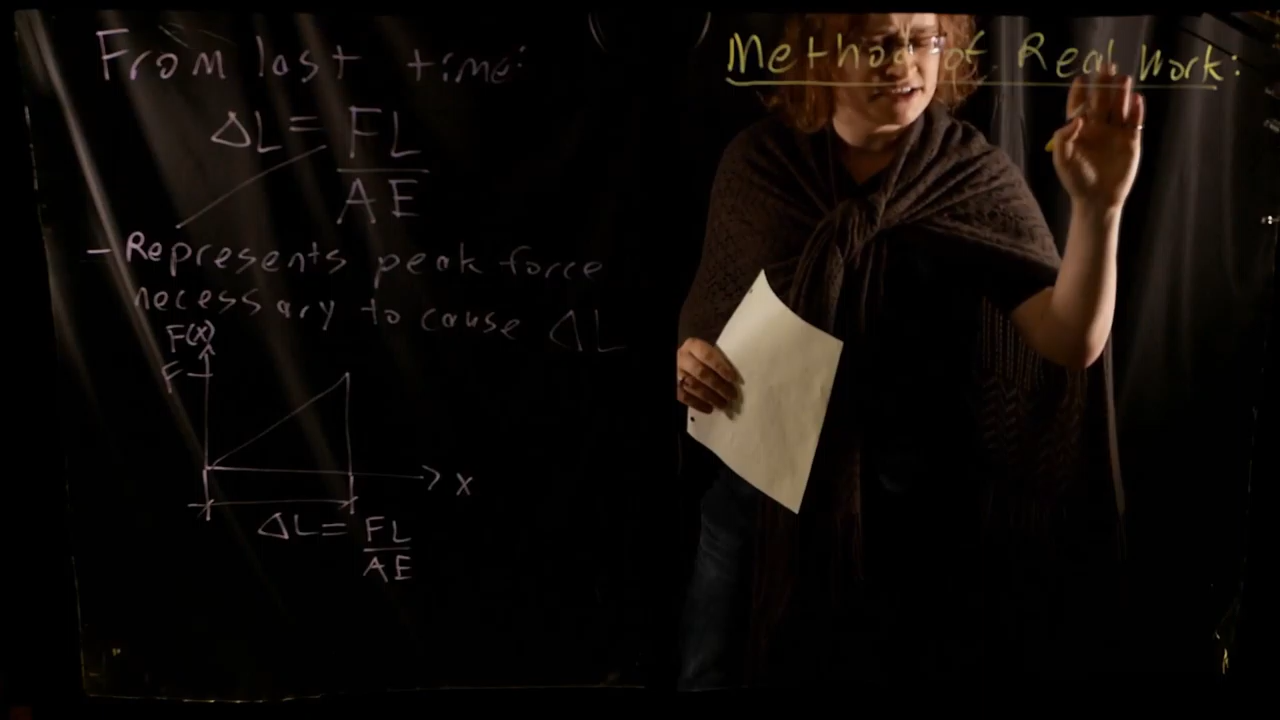 From last time:
ΔL = FL
AE
- Represents peak force
necessary to cause ΔL
F(x)
F
x
ΔL = FL
AE
Method of Real Work: